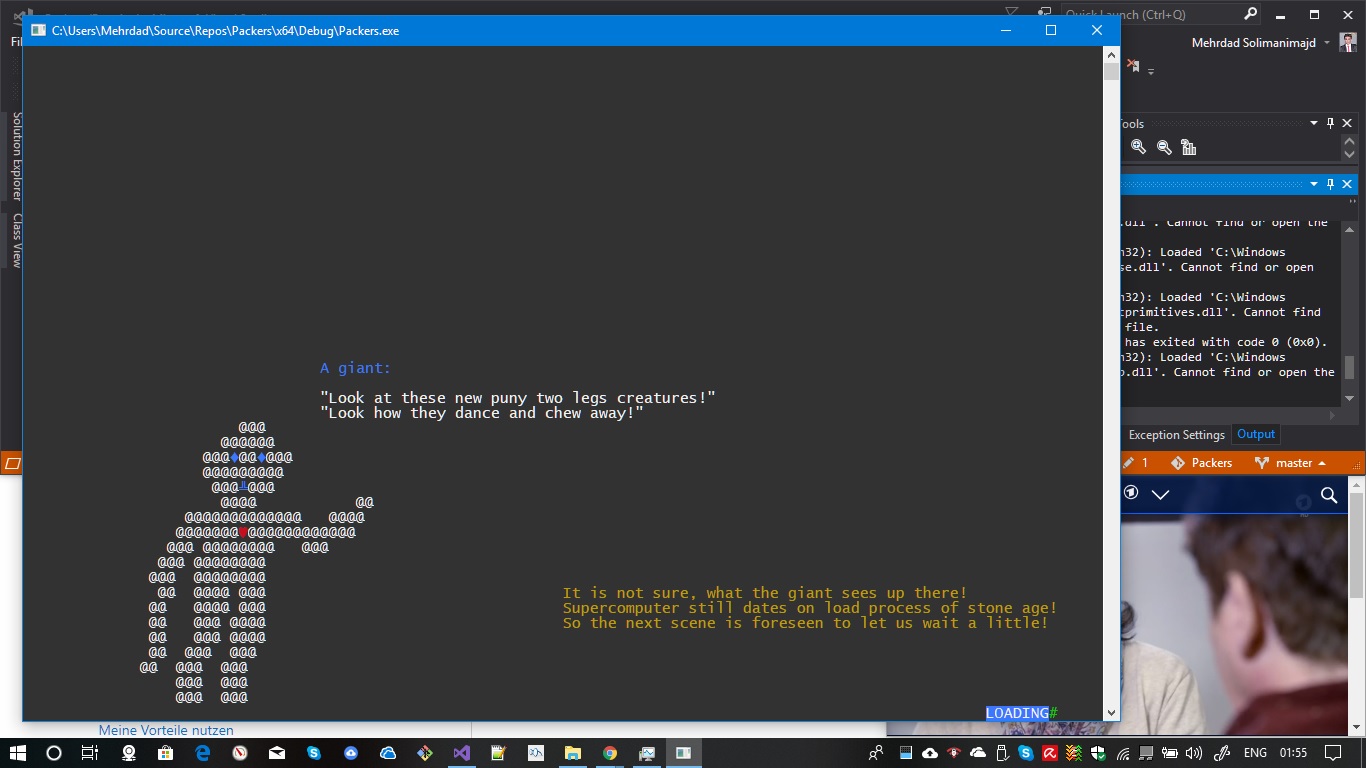 Quick Launch (Ctrl+Q)
C:\Users\Mehrdad\Source\Repos\Packers\x64\Debug\Packers.exe
Mehrdad Solimanimajd
Solution Explorer
Class View
Tools
.dll'. Cannot find or open the
n32): Loaded 'C:\Windows
se.dll'. Cannot find or open
n32): Loaded 'C:\Windows
tprimitives.dll'. Cannot find
file.
has exited with code 0 (0x0).
n32): Loaded 'C:\Windows
o.dll'. Cannot find or open the
Exception Settings Output
1 Packers master
A giant:
"Look at these new puny two legs creatures!"
"Look how they dance and chew away!"
@@@
@@@@@@
@@@♦@@♦@@@
@@@@@@@@@
@@@╩@@@
@@@@ @@
@@@@@@@@@@@@@ @@@@
@@@@@@@♥@@@@@@@@@@@@
@@@ @@@@@@@@ @@@
@@@ @@@@@@@@
@@@ @@@@@@@@
@@ @@@@ @@@
@@ @@@@ @@@
@@ @@@ @@@@
@@ @@@ @@@@
@@ @@@ @@@
@@ @@@ @@@
@@@ @@@
@@@ @@@
It is not sure, what the giant sees up there!
Supercomputer still dates on load process of stone age!
So the next scene is foreseen to let us wait a little!
LOADING#
Meine Vorteile nutzen
ENG 01:55